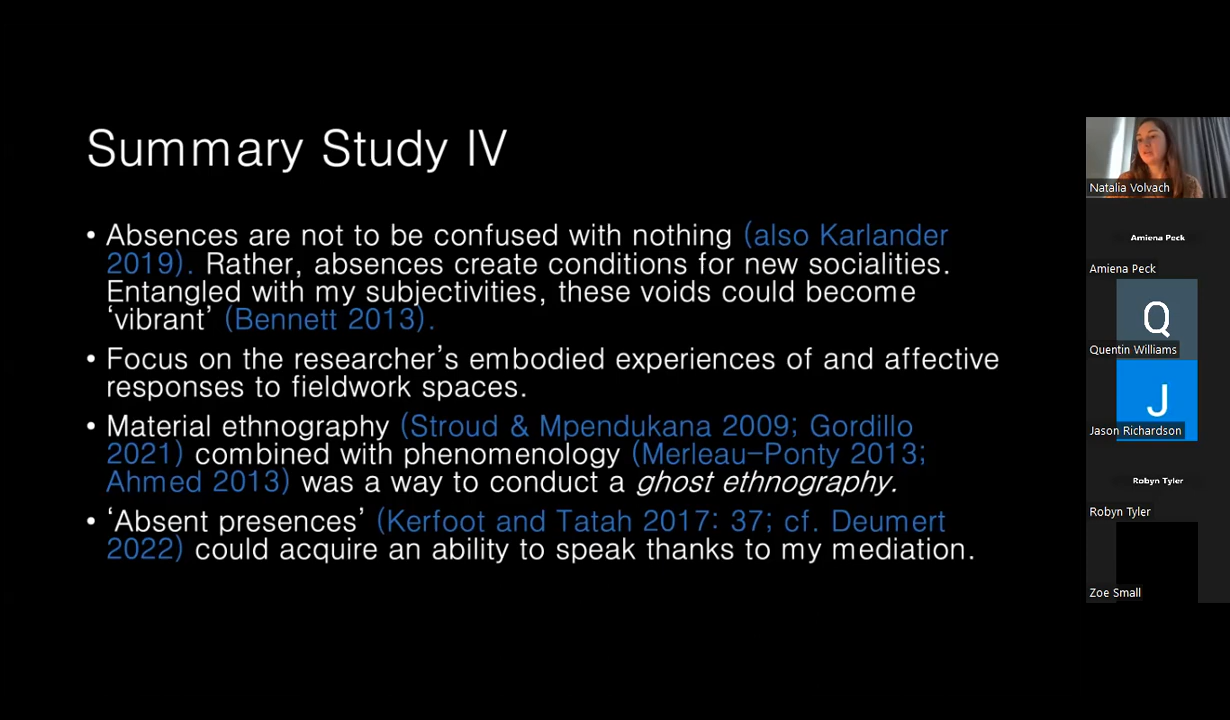 Summary Study IV
• Absences are not to be confused with nothing (also Karlander
2019). Rather, absences create conditions for new socialities.
Entangled with my subjectivities, these voids could become
‘vibrant’ (Bennett 2013).
• Focus on the researcher’s embodied experiences of and affective
responses to fieldwork spaces.
• Material ethnography (Stroud & Mpendukana 2009; Gordillo
2021) combined with phenomenology (Merleau-Ponty 2013;
Ahmed 2013) was a way to conduct a ghost ethnography.
• ‘Absent presences’ (Kerfoot and Tatah 2017: 37; cf. Deumert
2022) could acquire an ability to speak thanks to my mediation.
Natalia Volvach
Amiena Peck
Amiena Peck
Q
Quentin Williams
J
Jason Richardson
Robyn Tyler
Robyn Tyler
Zoe Small